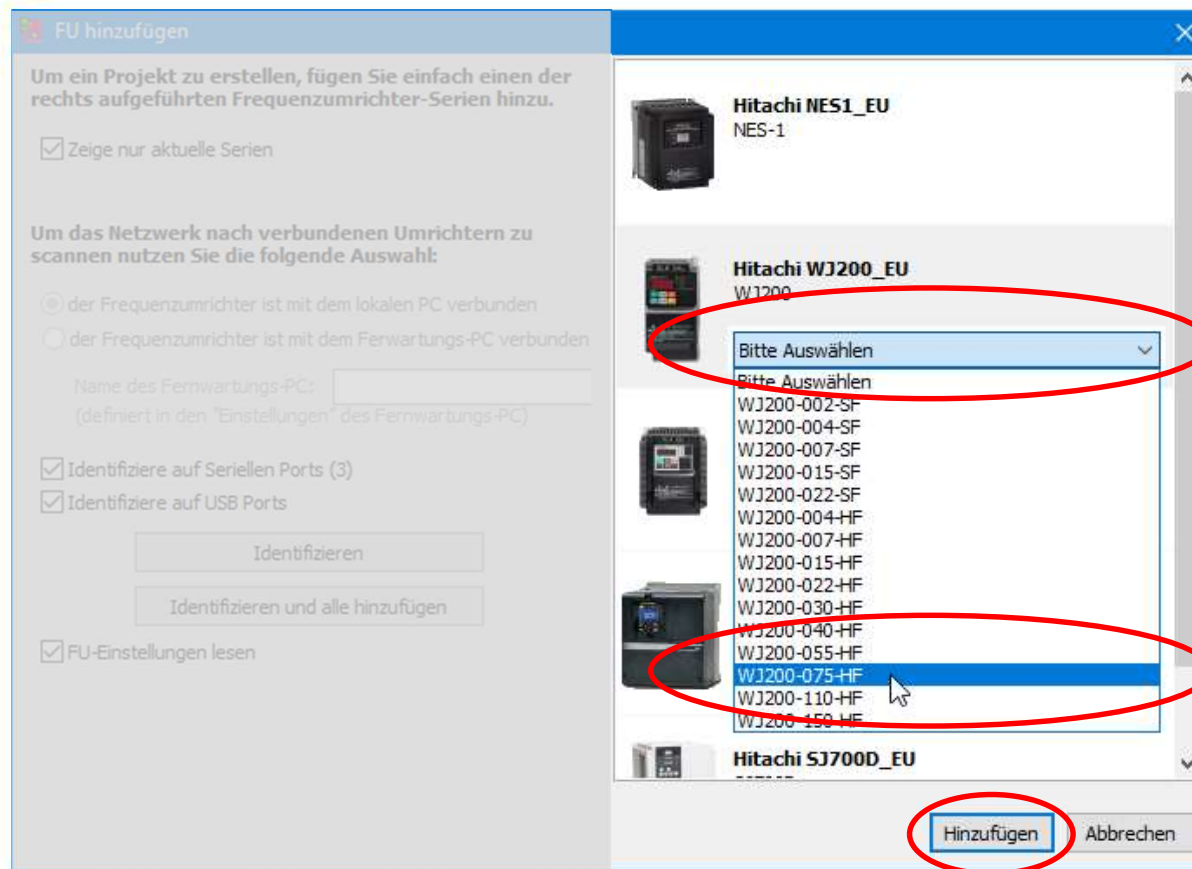 FU hinzufügen
Um ein Projekt zu erstellen, fügen Sie einfach einen der
rechts aufgeführten Frequenzumrichter-Serien hinzu.
Zeige nur aktuelle Serien
Um das Netzwerk nach verbundenen Umrichtern zu
scannen nutzen Sie die folgende Auswahl:
der Frequenzumrichter ist mit dem lokalen PC verbunden
der Frequenzumrichter ist mit dem Ferwartungs-PC verbunden
Name des Fernwartungs-PC:
(definiert in den "Einstellungen" des Fernwartungs-PC)
Identifiziere auf Seriellen Ports (3)
Identifiziere auf USB Ports
Identifizieren
Identifizieren und alle hinzufügen
FU-Einstellungen lesen
Hitachi NES1_EU
NES-1
Hitachi WJ200_EU
WJ200
Bitte Auswählen
Bitte Auswählen
WJ200-002-SF
WJ200-004-SF
WJ200-007-SF
WJ200-015-SF
WJ200-022-SF
WJ200-004-HF
WJ200-007-HF
WJ200-015-HF
WJ200-022-HF
WJ200-030-HF
WJ200-040-HF
WJ200-055-HF
WJ200-075-HF
WJ200-110-HF
WJ200-150-HF
Hitachi SJ700D_EU
Hinzufügen
Abbrechen